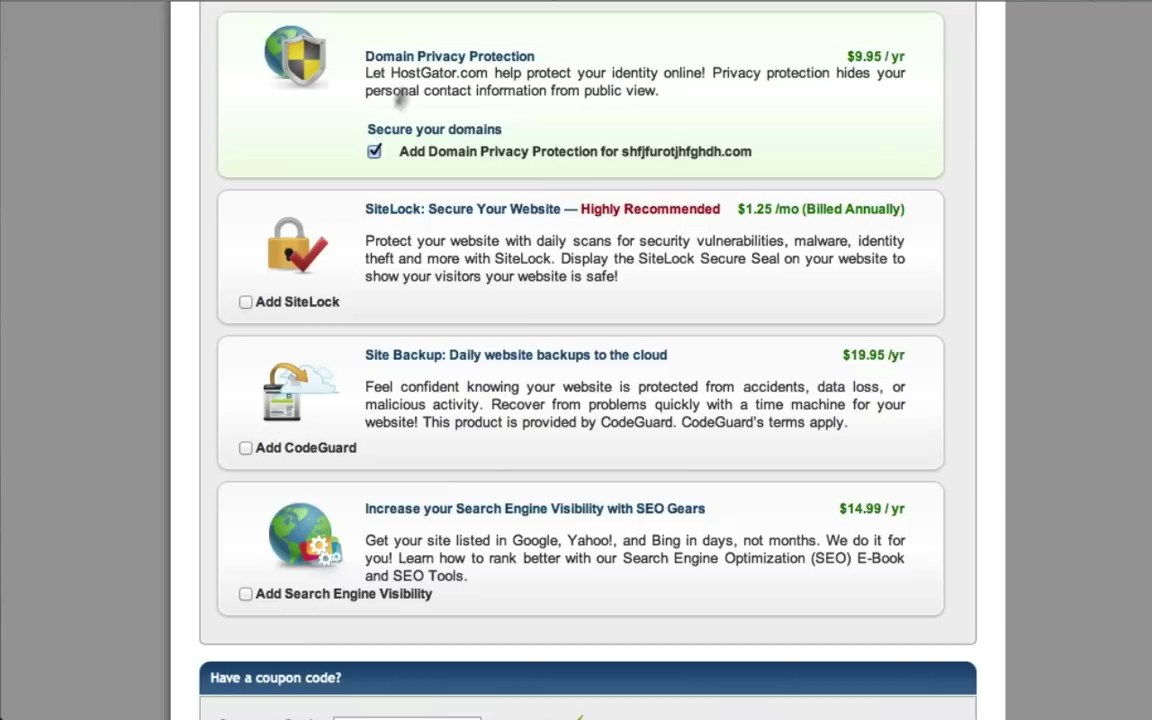 Domain Privacy Protection $9.95 / yr
Let HostGator.com help protect your identity online! Privacy protection hides your
personal contact information from public view.
Secure your domains
Add Domain Privacy Protection for shfjfurotjhfghdh.com
SiteLock: Secure Your Website — Highly Recommended $1.25 /mo (Billed Annually)
Protect your website with daily scans for security vulnerabilities, malware, identity
theft and more with SiteLock. Display the SiteLock Secure Seal on your website to
show your visitors your website is safe!
Add SiteLock
Site Backup: Daily website backups to the cloud $19.95 /yr
Feel confident knowing your website is protected from accidents, data loss, or
malicious activity. Recover from problems quickly with a time machine for your
website! This product is provided by CodeGuard. CodeGuard's terms apply.
Add CodeGuard
Increase your Search Engine Visibility with SEO Gears $14.99 / yr
Get your site listed in Google, Yahoo!, and Bing in days, not months. We do it for
you! Learn how to rank better with our Search Engine Optimization (SEO) E-Book
and SEO Tools.
Add Search Engine Visibility
Have a coupon code?